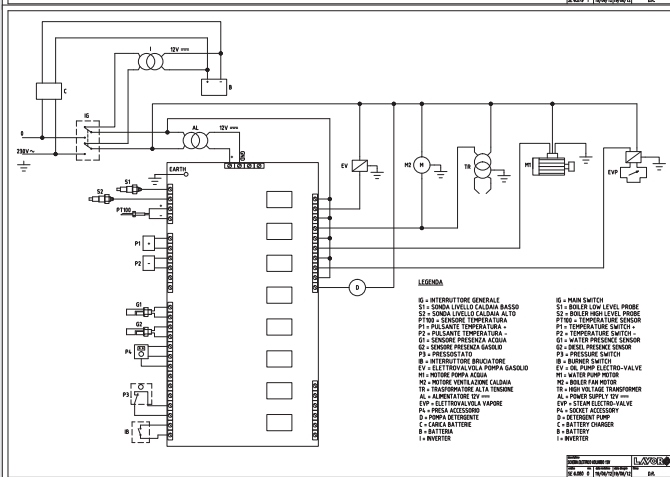 I
12V
+ -
B
C
IG
0
230V~
AL
12V
+
GND
EARTH
S1
S2
PT100
+
-
P1 +
P2 -
G1
G2
P4
P3
IB
EV
M2
M
TR
M1
EVP
D
LEGENDA
IG = INTERRUTTORE GENERALE
S1 = SONDA LIVELLO CALDAIA BASSO
S2 = SONDA LIVELLO CALDAIA ALTO
PT100 = SENSORE TEMPERATURA
P1 = PULSANTE TEMPERATURA +
P2 = PULSANTE TEMPERATURA -
G1 = SENSORE PRESENZA ACQUA
G2 = SENSORE PRESENZA GASOLIO
P3 = PRESSOSTATO
IB = INTERRUTTORE BRUCIATORE
EV = ELETTROVALVOLA POMPA GASOLIO
M1 = MOTORE POMPA ACQUA
M2 = MOTORE VENTILAZIONE CALDAIA
TR = TRASFORMATORE ALTA TENSIONE
AL = ALIMENTATORE 12V
EVP = ELETTROVALVOLA VAPORE
P4 = PRESA ACCESSORIO
D = POMPA DETERGENTE
C = CARICA BATTERIE
B = BATTERIA
I = INVERTER
IG = MAIN SWITCH
S1 = BOILER LOW LEVEL PROBE
S2 = BOILER HIGH LEVEL PROBE
PT100 = TEMPERATURE SENSOR
P1 = TEMPERATURE SWITCH +
P2 = TEMPERATURE SWITCH -
G1 = WATER PRESENCE SENSOR
G2 = DIESEL PRESENCE SENSOR
P3 = PRESSURE SWITCH
IB = BURNER SWITCH
EV = OIL PUMP ELECTRO-VALVE
M1 = WATER PUMP MOTOR
M2 = BOILER FAN MOTOR
TR = HIGH VOLTAGE TRANSFORMER
AL = POWER SUPPLY 12V
EVP = STEAM ELECTRO-VALVE
P4 = SOCKET ACCESSORY
D = DETERGENT PUMP
C = BATTERY CHARGER
B = BATTERY
I = INVERTER
LAVOR
19/06/12 19/06/12 D.R.